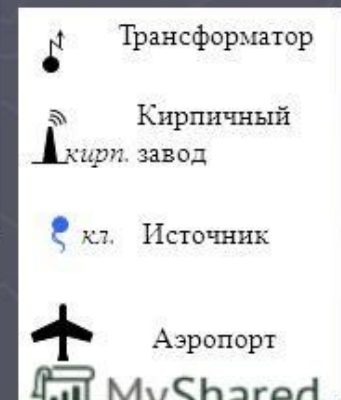 Трансформатор
Кирпичный
кирп. завод
кл. Источник
Аэропорт
MyShared